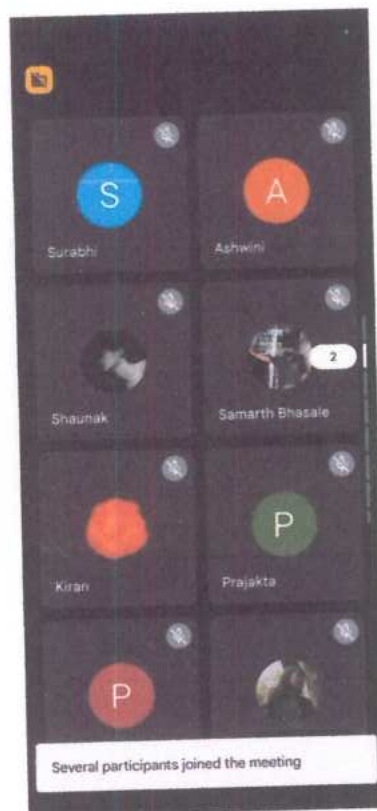 S
A
Surabhi
Ashwini
2
Shaunak
Samarth Bhasale
P
Kiran
Prajakta
P
Several participants joined the meeting